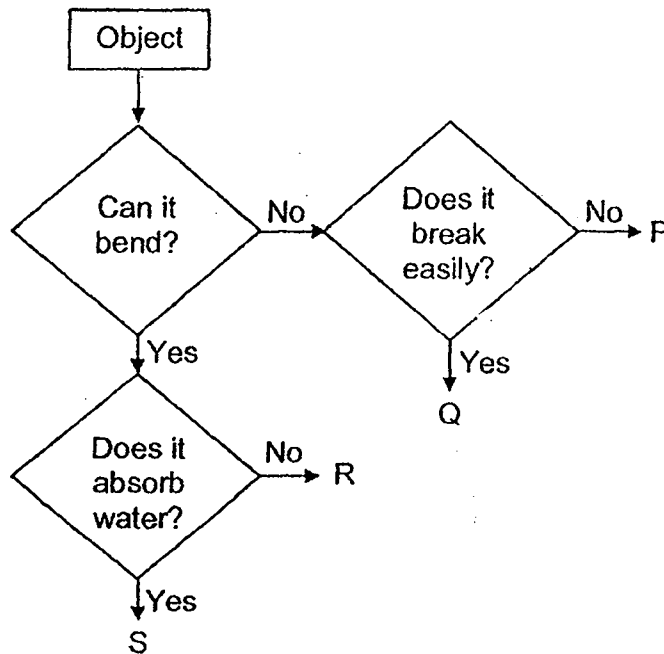 Object
Can it
bend?
No
Does it
break
easily?
No
P
Yes
Yes
Q
Does it
absorb
water?
No
R
Yes
S